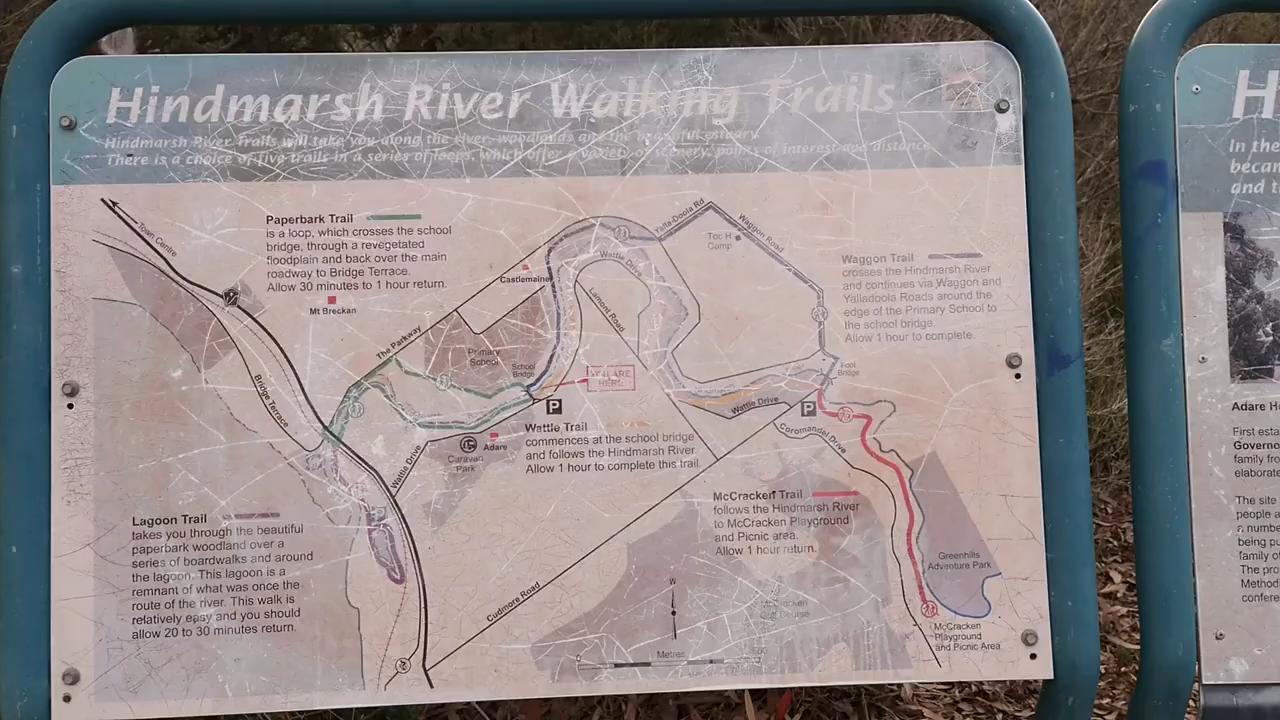 Hindmarsh River Walking Trails
Hindmarsh River Trails will take you along the river, woodlands and the beautiful estuary.
There is a choice of five trails in a series of loops, which offer a variety of scenery, points of interest and distance.
Town Centre
Paperbark Trail
is a loop, which crosses the school
bridge, through a revegetated
floodplain and back over the main
roadway to Bridge Terrace.
Allow 30 minutes to 1 hour return.
Mt Breckan
Castlemaine
The Parkway
Primary
School
School
Bridge
Wattle Drive
Lamont Road
Yalla-Doola Rd
Waggon Road
Toc H
Camp
Waggon Trail
crosses the Hindmarsh River
and continues via Waggon and
Yalladoola Roads around the
edge of the Primary School to
the school bridge.
Allow 1 hour to complete.
Foot
Bridge
YOU ARE
HERE
P
Wattle Drive
P
Coromandel Drive
Bridge Terrace
Wattle Drive
Caravan
Park
Adare
Wattle Trail
commences at the school bridge
and follows the Hindmarsh River.
Allow 1 hour to complete this trail.
McCracken Trail
follows the Hindmarsh River
to McCracken Playground
and Picnic area.
Allow 1 hour return.
Lagoon Trail
takes you through the beautiful
paperbark woodland over a
series of boardwalks and around
the lagoon. This lagoon is a
remnant of what was once the
route of the river. This walk is
relatively easy and you should
allow 20 to 30 minutes return.
Cudmore Road
W
McCracken
Golf Course
Metres
500
Greenhills
Adventure Park
McCracken
Playground
and Picnic Area
H
In the
becam
and t
Adare H
First esta
Governo
family fro
elaborate
The site
people a
a numbe
being pu
family o
The pro
Method
confere